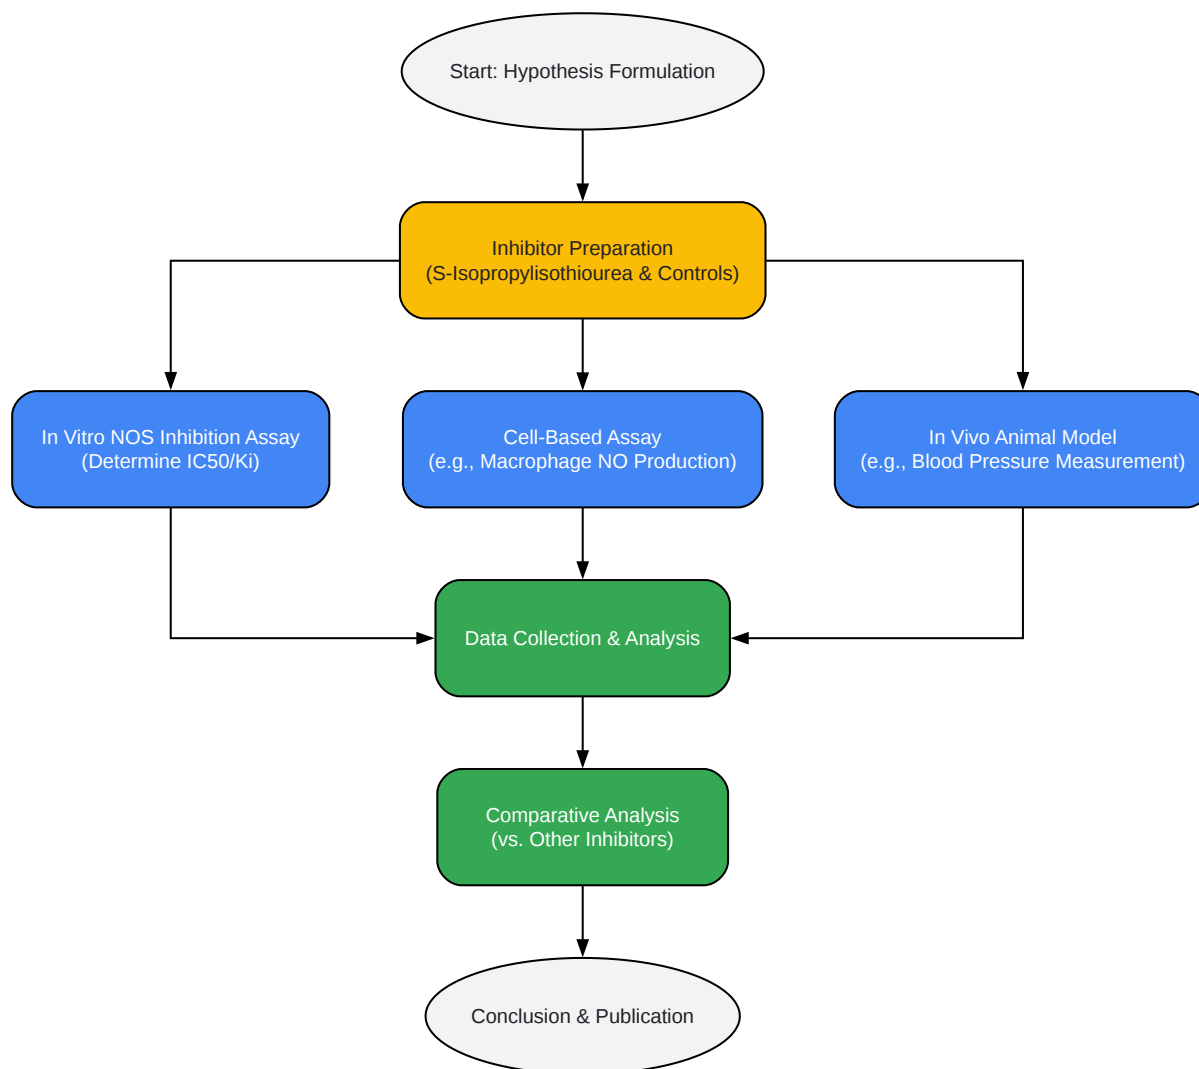 Start: Hypothesis Formulation
Inhibitor Preparation
(S-Isopropylisothiourea & Controls)
In Vitro NOS Inhibition Assay
(Determine IC50/Ki)
Cell-Based Assay
(e.g., Macrophage NO Production)
In Vivo Animal Model
(e.g., Blood Pressure Measurement)
Data Collection & Analysis
Comparative Analysis
(vs. Other Inhibitors)
Conclusion & Publication